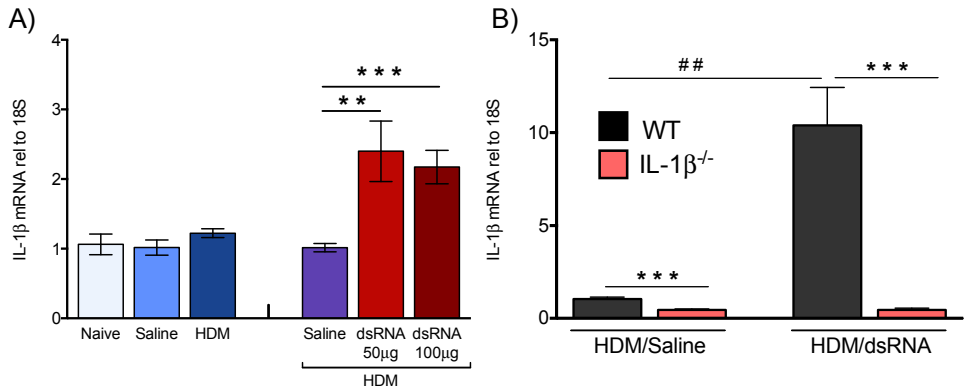 A)
IL-1β mRNA rel to 18S
4
3
2
1
0
* * *
* *
Naive
Saline
HDM
Saline
dsRNA
50μg
dsRNA
100μg
HDM
B)
IL-1β mRNA rel to 18S
15
10
5
0
##
* * *
WT
IL-1β-/-
* * *
HDM/Saline
HDM/dsRNA